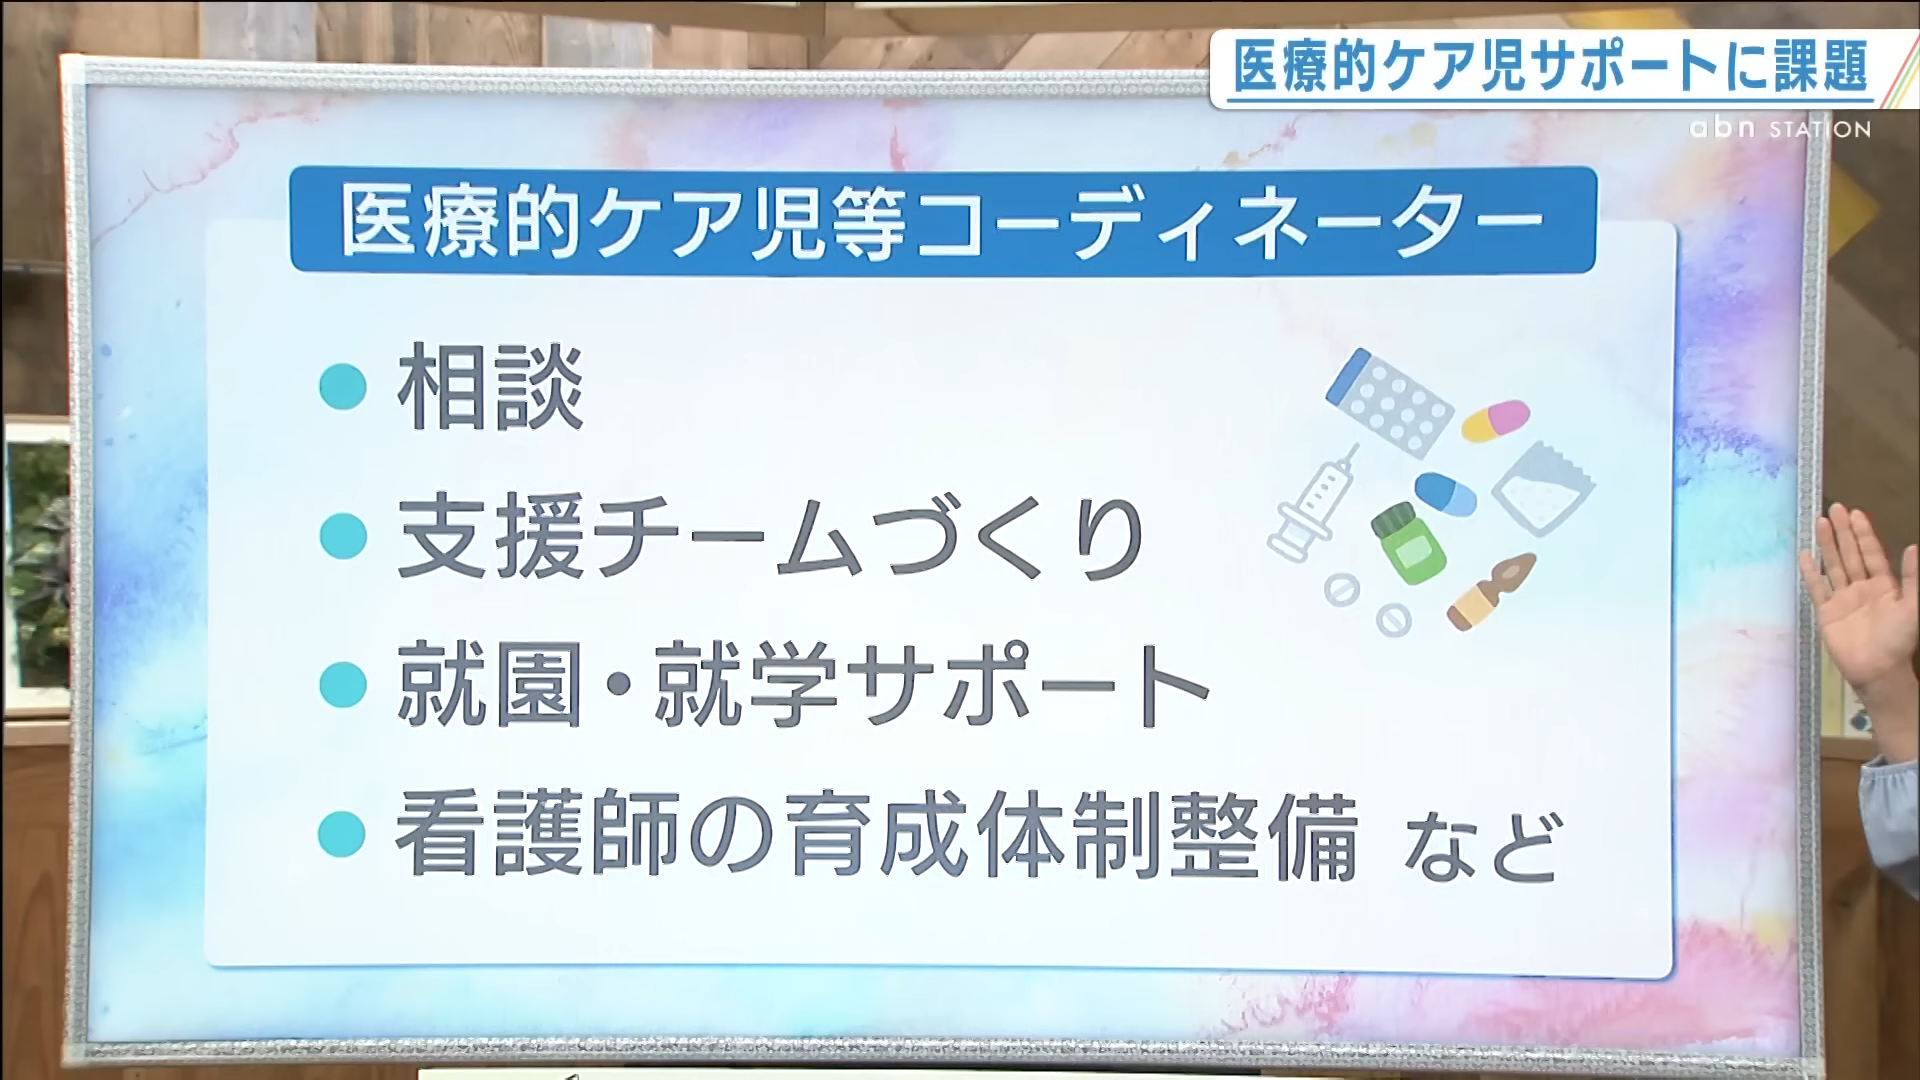 医療的ケア児サポートに課題
abn STATION
医療的ケア児等コーディネーター
● 相談
● 支援チームづくり
● 就園・就学サポート
● 看護師の育成体制整備 など